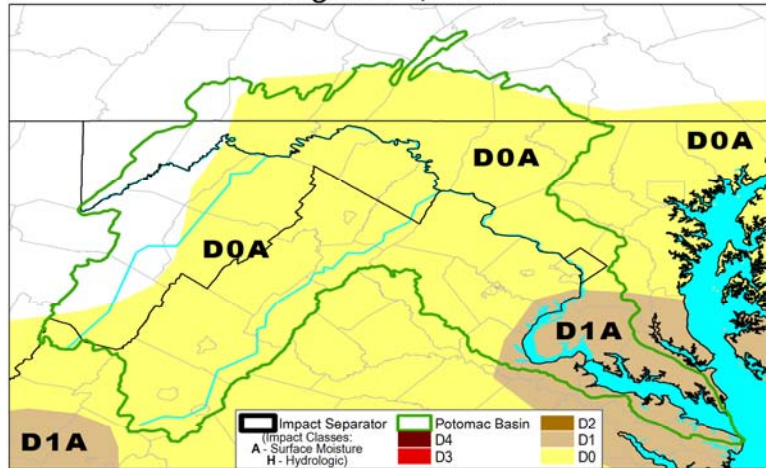 D0A
D0A
D0A
D1A
D1A
Impact Separator
(Impact Classes:
A - Surface Moisture
H - Hydrologic)
D4
D3
Potomac Basin
D2
D1
D0